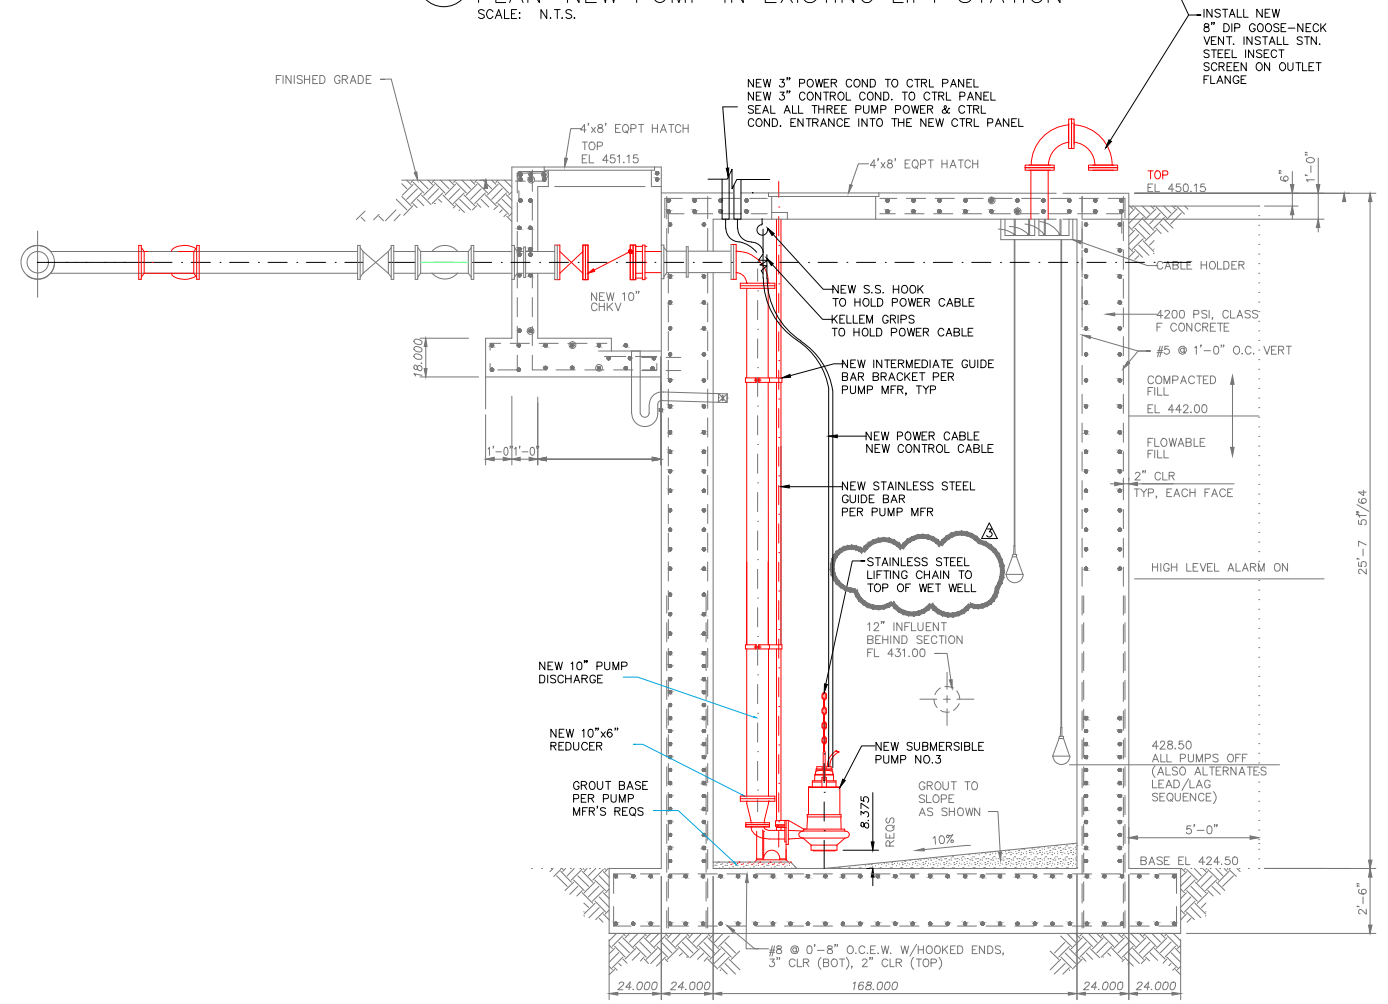 PLAN-NEW PUMP IN EXISTING LIFT STATION
SCALE: N.T.S.
INSTALL NEW
8" DIP GOOSE-NECK
VENT. INSTALL STN.
STEEL INSECT
SCREEN ON OUTLET
FLANGE
FINISHED GRADE
NEW 3" POWER COND TO CTRL PANEL
NEW 3" CONTROL COND. TO CTRL PANEL
SEAL ALL THREE PUMP POWER & CTRL
COND. ENTRANCE INTO THE NEW CTRL PANEL
4'x8' EQPT HATCH
TOP
EL 451.15
4'x8' EQPT HATCH
TOP
EL 450.15
6"
1'-0"
CABLE HOLDER
NEW S.S. HOOK
TO HOLD POWER CABLE
KELLEM GRIPS
TO HOLD POWER CABLE
NEW 10"
CHKV
4200 PSI, CLASS
F CONCRETE
#5 @ 1'-0" O.C. VERT
18.000
NEW INTERMEDIATE GUIDE
BAR BRACKET PER
PUMP MFR, TYP
COMPACTED
FILL
EL 442.00
FLOWABLE
FILL
NEW POWER CABLE
NEW CONTROL CABLE
1'-0"
1'-0"
2" CLR
TYP, EACH FACE
NEW STAINLESS STEEL
GUIDE BAR
PER PUMP MFR
25'-7 51"/64
3
STAINLESS STEEL
LIFTING CHAIN TO
TOP OF WET WELL
HIGH LEVEL ALARM ON
12" INFLUENT
BEHIND SECTION
FL 431.00
NEW 10" PUMP
DISCHARGE
NEW 10"x6"
REDUCER
NEW SUBMERSIBLE
PUMP NO.3
428.50
ALL PUMPS OFF
(ALSO ALTERNATES
LEAD/LAG
SEQUENCE)
GROUT BASE
PER PUMP
MFR'S REQS
8.375
REQS
GROUT TO
SLOPE
AS SHOWN
10%
5'-0"
BASE EL 424.50
2'-6"
#8 @ 0'-8" O.C.E.W. W/HOOKED ENDS,
3" CLR (BOT), 2" CLR (TOP)
24.000
24.000
168.000
24.000
24.000